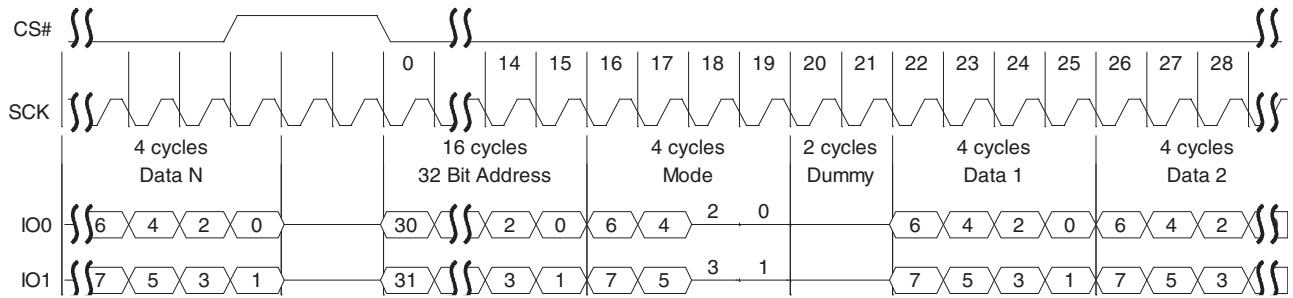 CS#
0 14 15 16 17 18 19 20 21 22 23 24 25 26 27 28
SCK
4 cycles 16 cycles 4 cycles 2 cycles 4 cycles 4 cycles
Data N 32 Bit Address Mode Dummy Data 1 Data 2
IO0 6 4 2 0 30 2 0 6 4 2 0 6 4 2 0 6 4 2
IO1 7 5 3 1 31 3 1 7 5 3 1 7 5 3 1 7 5 3